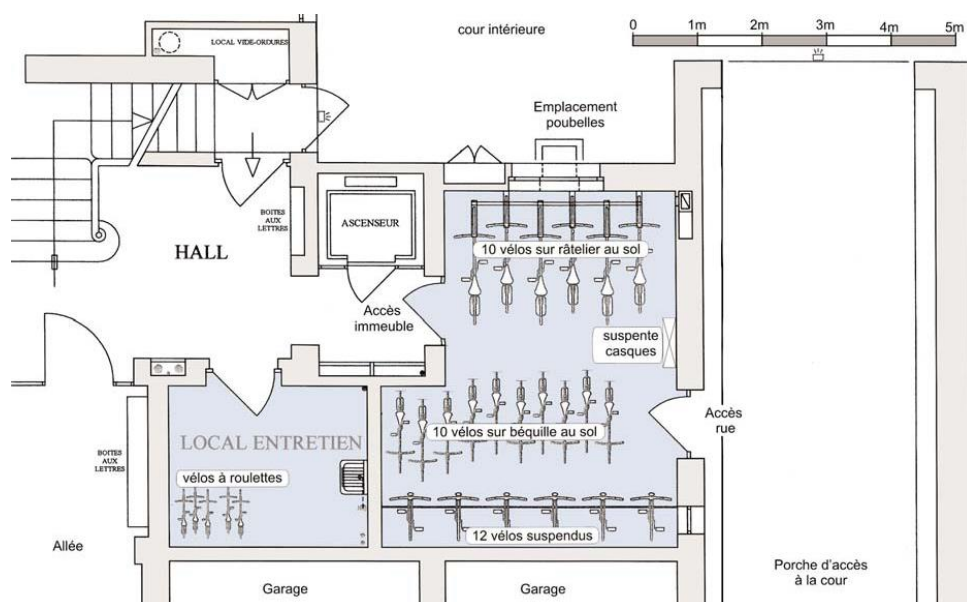 cour intérieure
0 1m 2m 3m 4m 5m
LOCAL VIDE-ORDURES
Emplacement
poubelles
BOITES
AUX
LETTRES
ASCENSEUR
HALL
10 vélos sur râtelier au sol
Accès
immeuble
suspente
casques
Accès
rue
LOCAL ENTRETIEN
10 vélos sur béquille au sol
BOITES
AUX
LETTRES
vélos à roulettes
12 vélos suspendus
Allée
Garage
Garage
Porche d'accès
à la cour